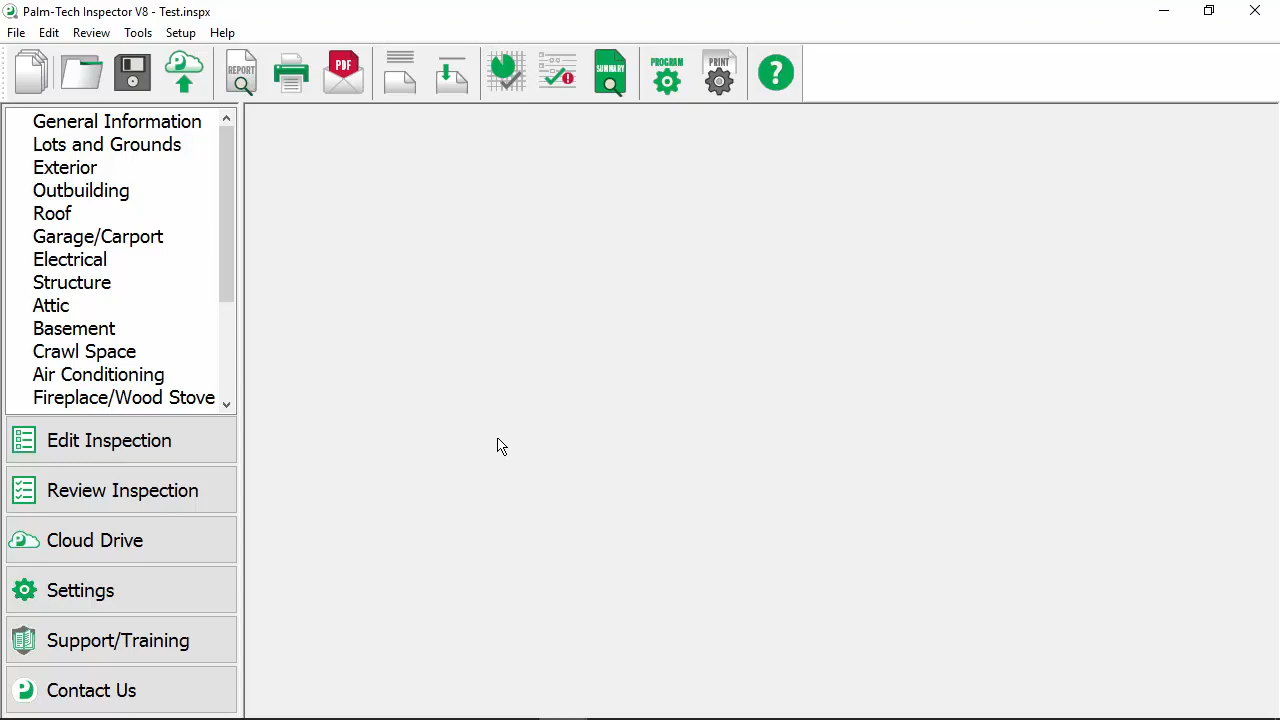 Palm-Tech Inspector V8 - Test.inspx
File Edit Review Tools Setup Help
REPORT PDF SUMMARY PROGRAM PRINT ?
General Information
Lots and Grounds
Exterior
Outbuilding
Roof
Garage/Carport
Electrical
Structure
Attic
Basement
Crawl Space
Air Conditioning
Fireplace/Wood Stove
Edit Inspection
Review Inspection
Cloud Drive
Settings
Support/Training
Contact Us